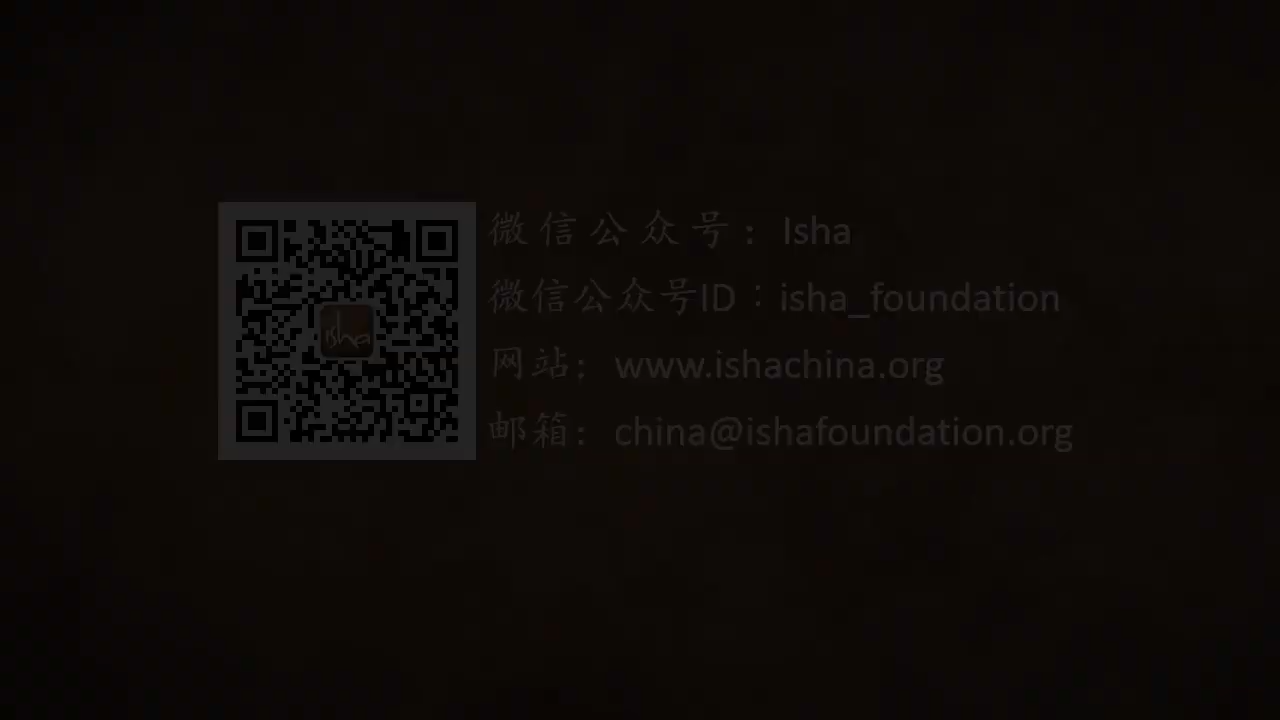 微信公众号：Isha
微信公众号ID：isha_foundation
网站：www.ishachina.org
邮箱：china@ishafoundation.org
isha